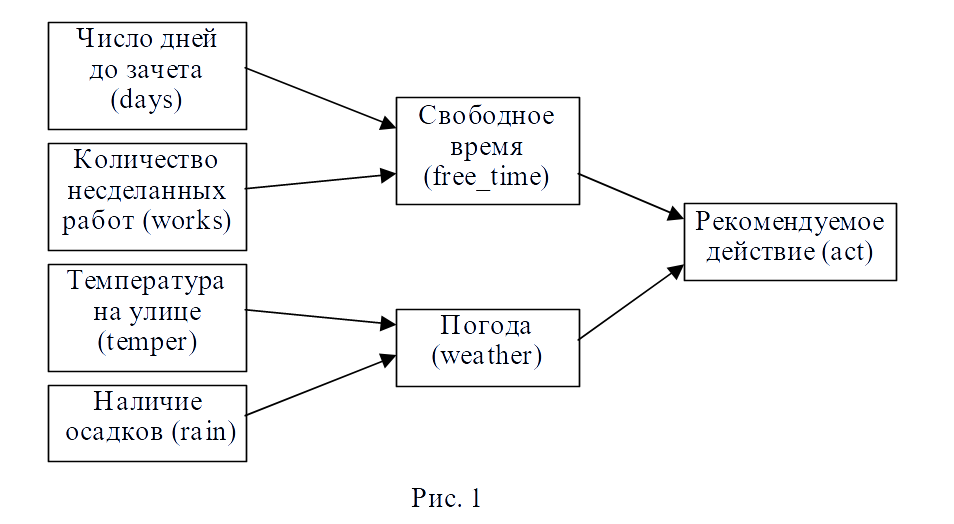 Число дней
до зачета
(days)
Количество
несделанных
работ (works)
Температура
на улице
(temper)
Наличие
осадков (rain)
Свободное
время
(free_time)
Погода
(weather)
Рекомендуемое
действие (act)
Рис. 1